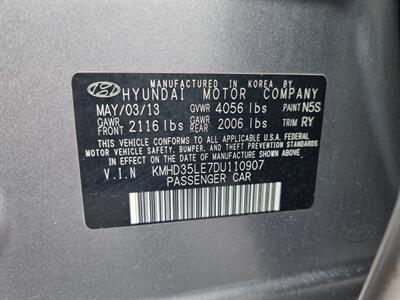 MANUFACTURED IN KOREA BY
HYUNDAI MOTOR COMPANY
MAY/03/13 GVWR 4056 lbs PAINT N5S
GAWR FRONT 2116 lbs GAWR REAR 2006 lbs TRIM RY
THIS VEHICLE CONFORMS TO ALL APPLICABLE U.S.A. FEDERAL
MOTOR VEHICLE SAFETY, BUMPER, AND THEFT PREVENTION STANDARDS
IN EFFECT ON THE DATE OF MANUFACTURE SHOWN ABOVE.
V.I.N KMHD35LE7DU110907
PASSENGER CAR